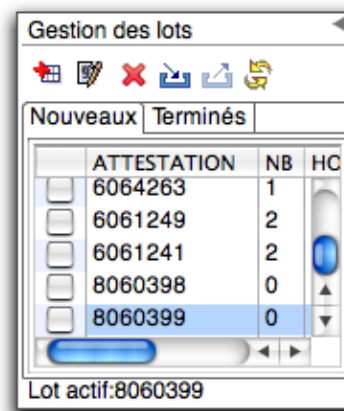 Gestion des lots
Nouveaux Terminés
ATTESTATION NB HO
6064263 1
6061249 2
6061241 2
8060398 0
8060399 0
Lot actif:8060399